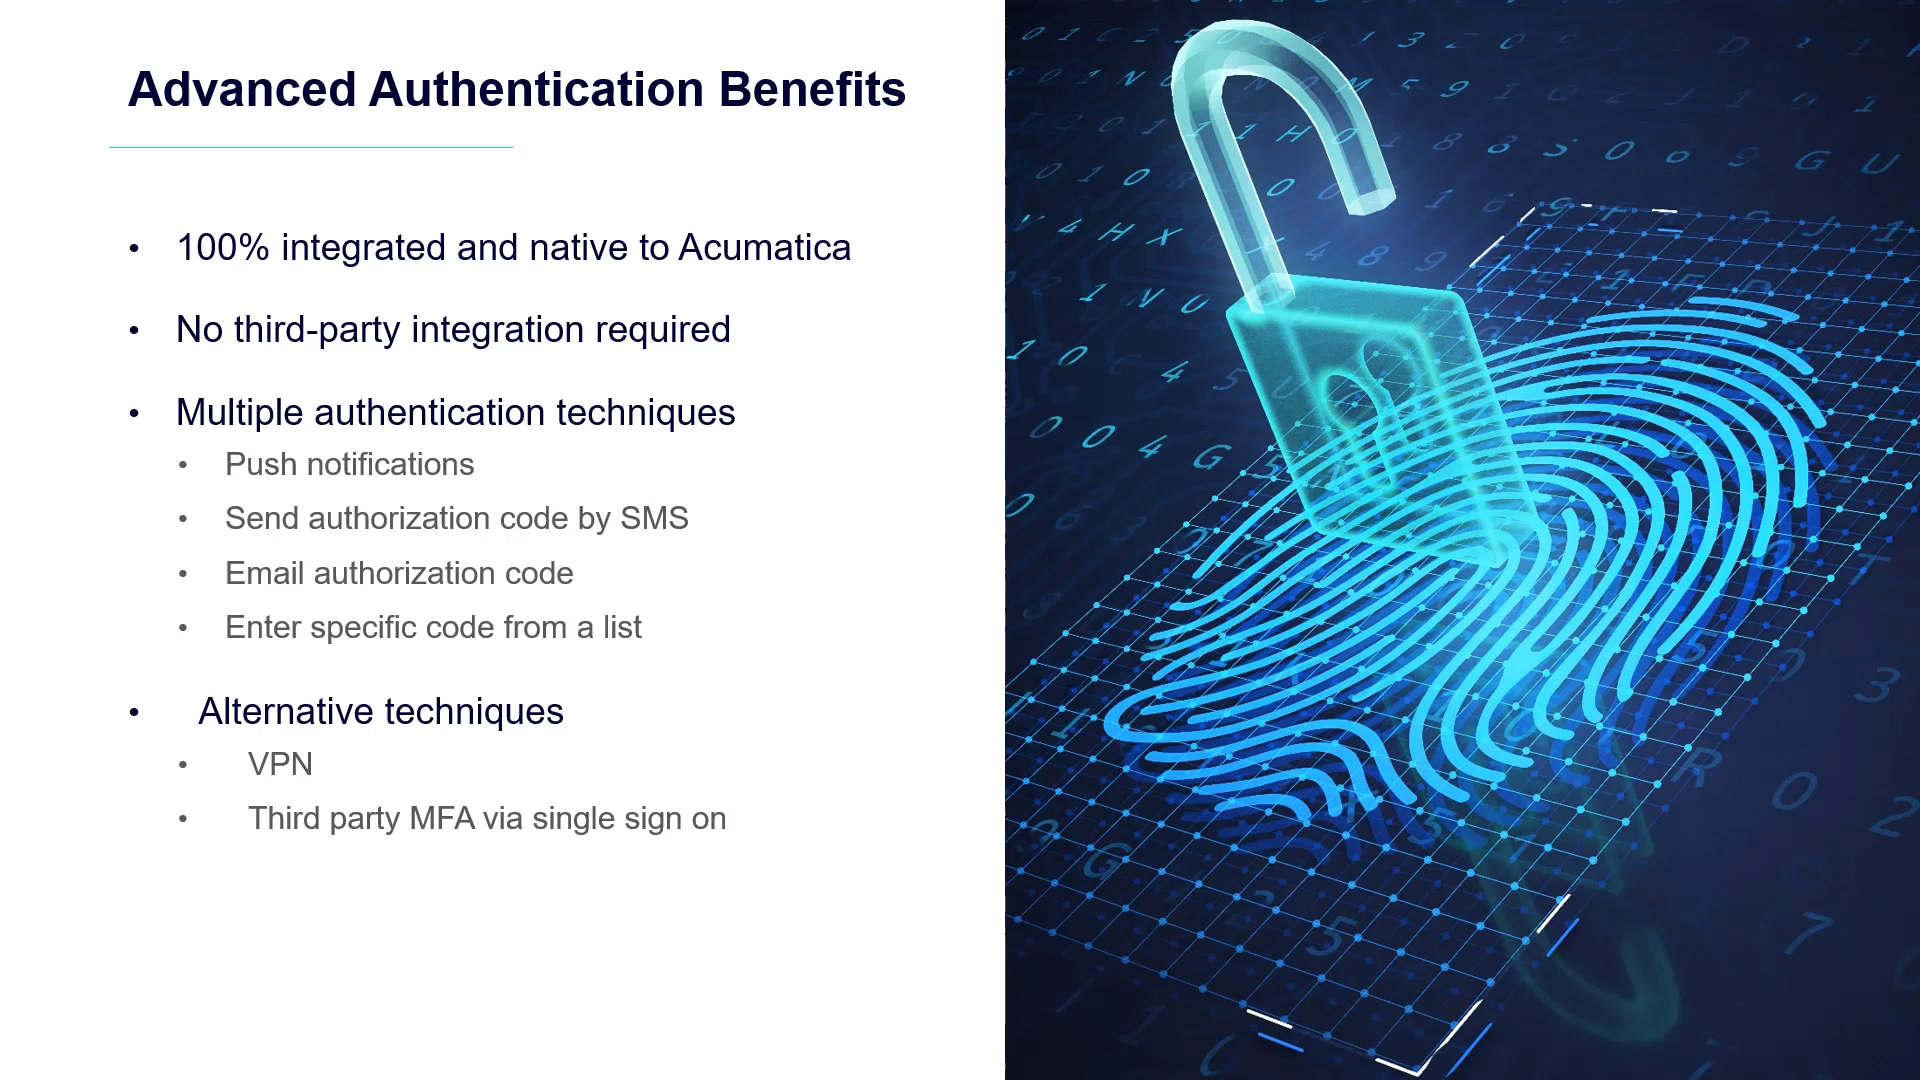 Advanced Authentication Benefits
• 100% integrated and native to Acumatica
• No third-party integration required
• Multiple authentication techniques
• Push notifications
• Send authorization code by SMS
• Email authorization code
• Enter specific code from a list
• Alternative techniques
• VPN
• Third party MFA via single sign on